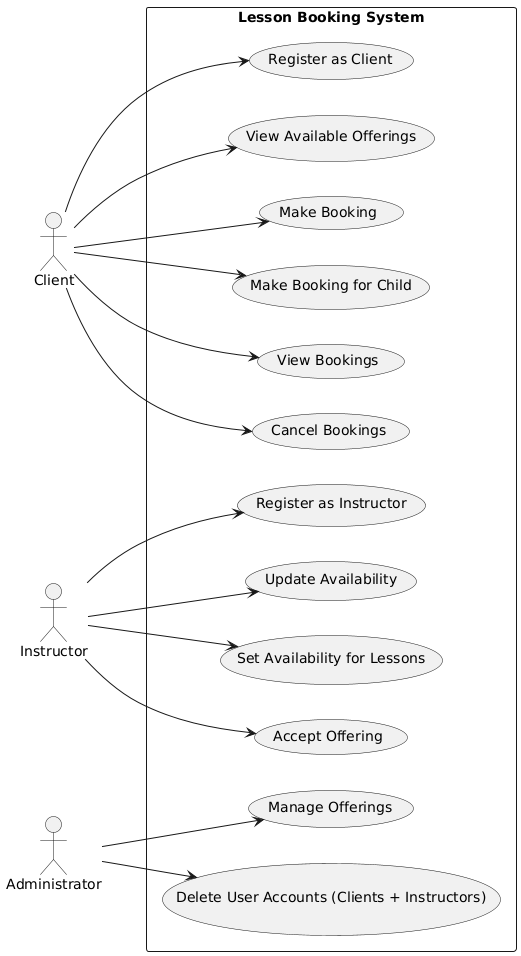 Lesson Booking System
Register as Client
View Available Offerings
Make Booking
Client
Make Booking for Child
View Bookings
Cancel Bookings
Register as Instructor
Update Availability
Instructor
Set Availability for Lessons
Accept Offering
Manage Offerings
Administrator
Delete User Accounts (Clients + Instructors)